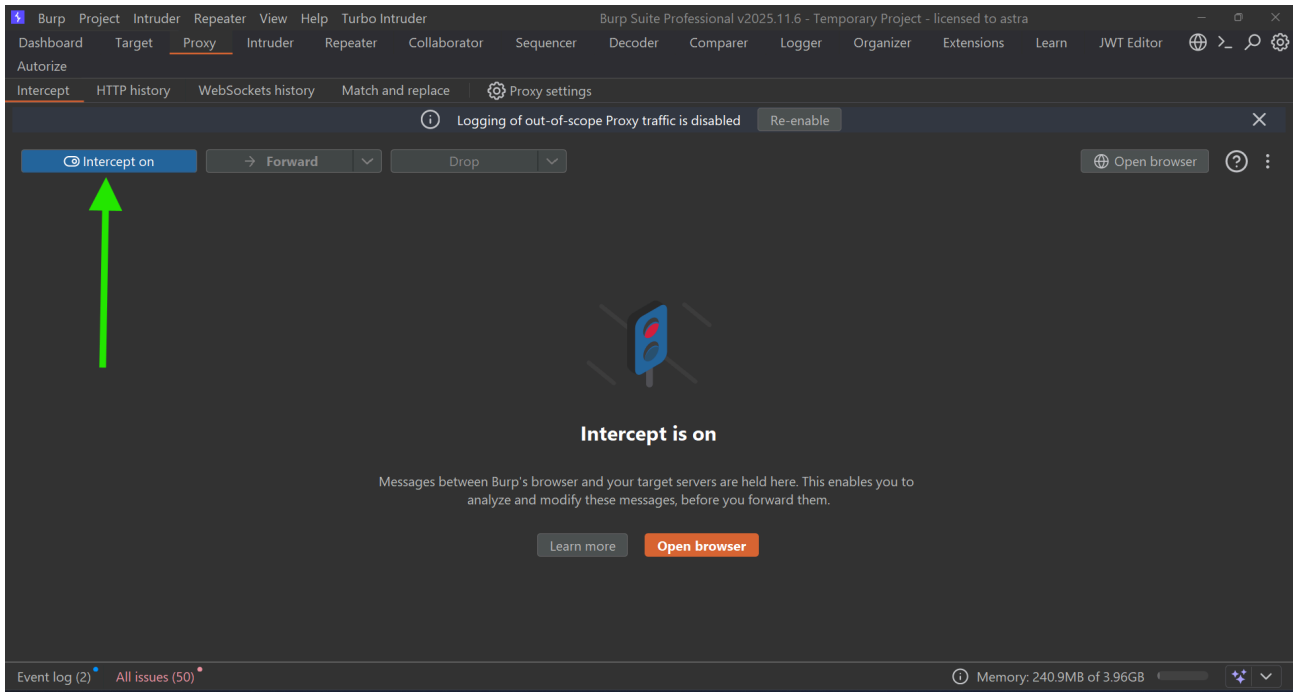 Burp Project Intruder Repeater View Help Turbo Intruder Burp Suite Professional v2025.11.6 - Temporary Project - licensed to astra
Dashboard Target Proxy Intruder Repeater Collaborator Sequencer Decoder Comparer Logger Organizer Extensions Learn JWT Editor
Autorize
Intercept HTTP history WebSockets history Match and replace Proxy settings
Logging of out-of-scope Proxy traffic is disabled Re-enable
Intercept on Forward Drop Open browser
Intercept is on
Messages between Burp's browser and your target servers are held here. This enables you to
analyze and modify these messages, before you forward them.
Learn more Open browser
Event log (2) All issues (50) Memory: 240.9MB of 3.96GB